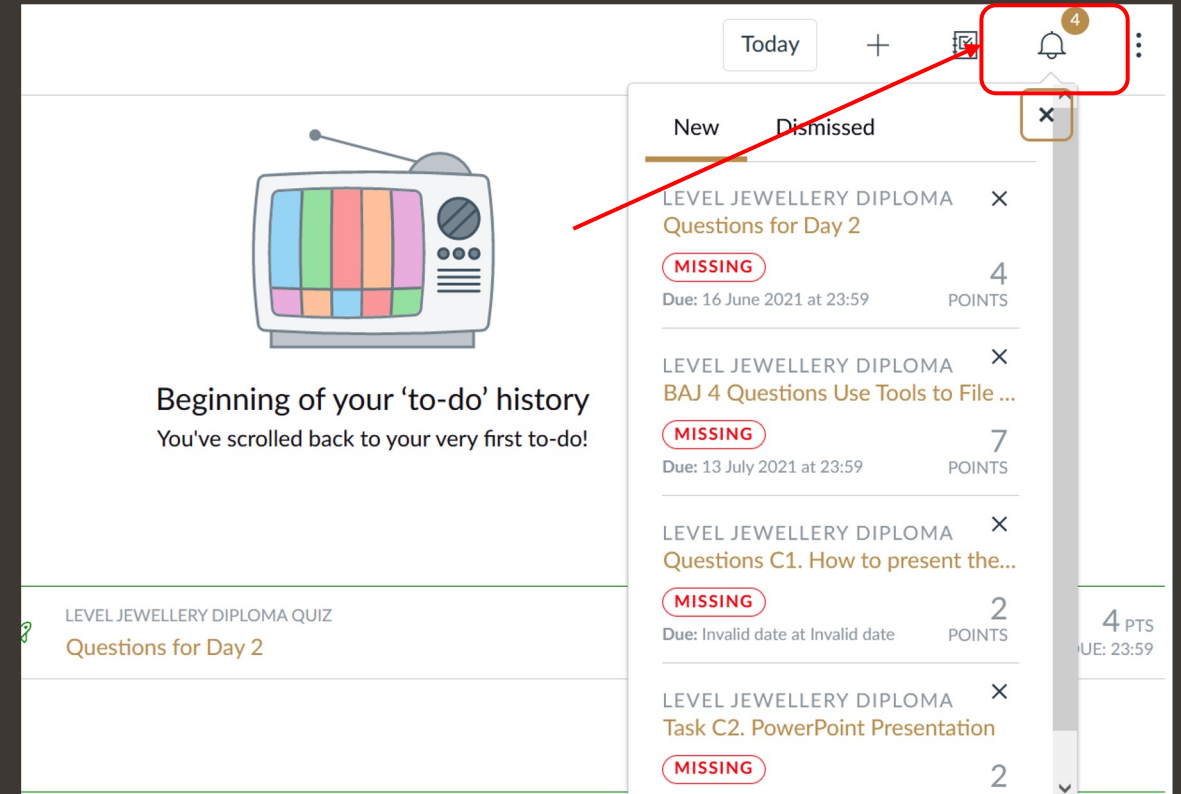 Today
4
New
Dismissed
LEVEL JEWELLERY DIPLOMA
Questions for Day 2
MISSING
4
Due: 16 June 2021 at 23:59
POINTS
LEVEL JEWELLERY DIPLOMA
BAJ 4 Questions Use Tools to File ...
MISSING
7
Due: 13 July 2021 at 23:59
POINTS
LEVEL JEWELLERY DIPLOMA
Questions C1. How to present the...
MISSING
2
Due: Invalid date at Invalid date
POINTS
LEVEL JEWELLERY DIPLOMA
Task C2. PowerPoint Presentation
MISSING
2
Beginning of your ‘to-do’ history
You've scrolled back to your very first to-do!
LEVEL JEWELLERY DIPLOMA QUIZ
Questions for Day 2
4 PTS
UE: 23:59